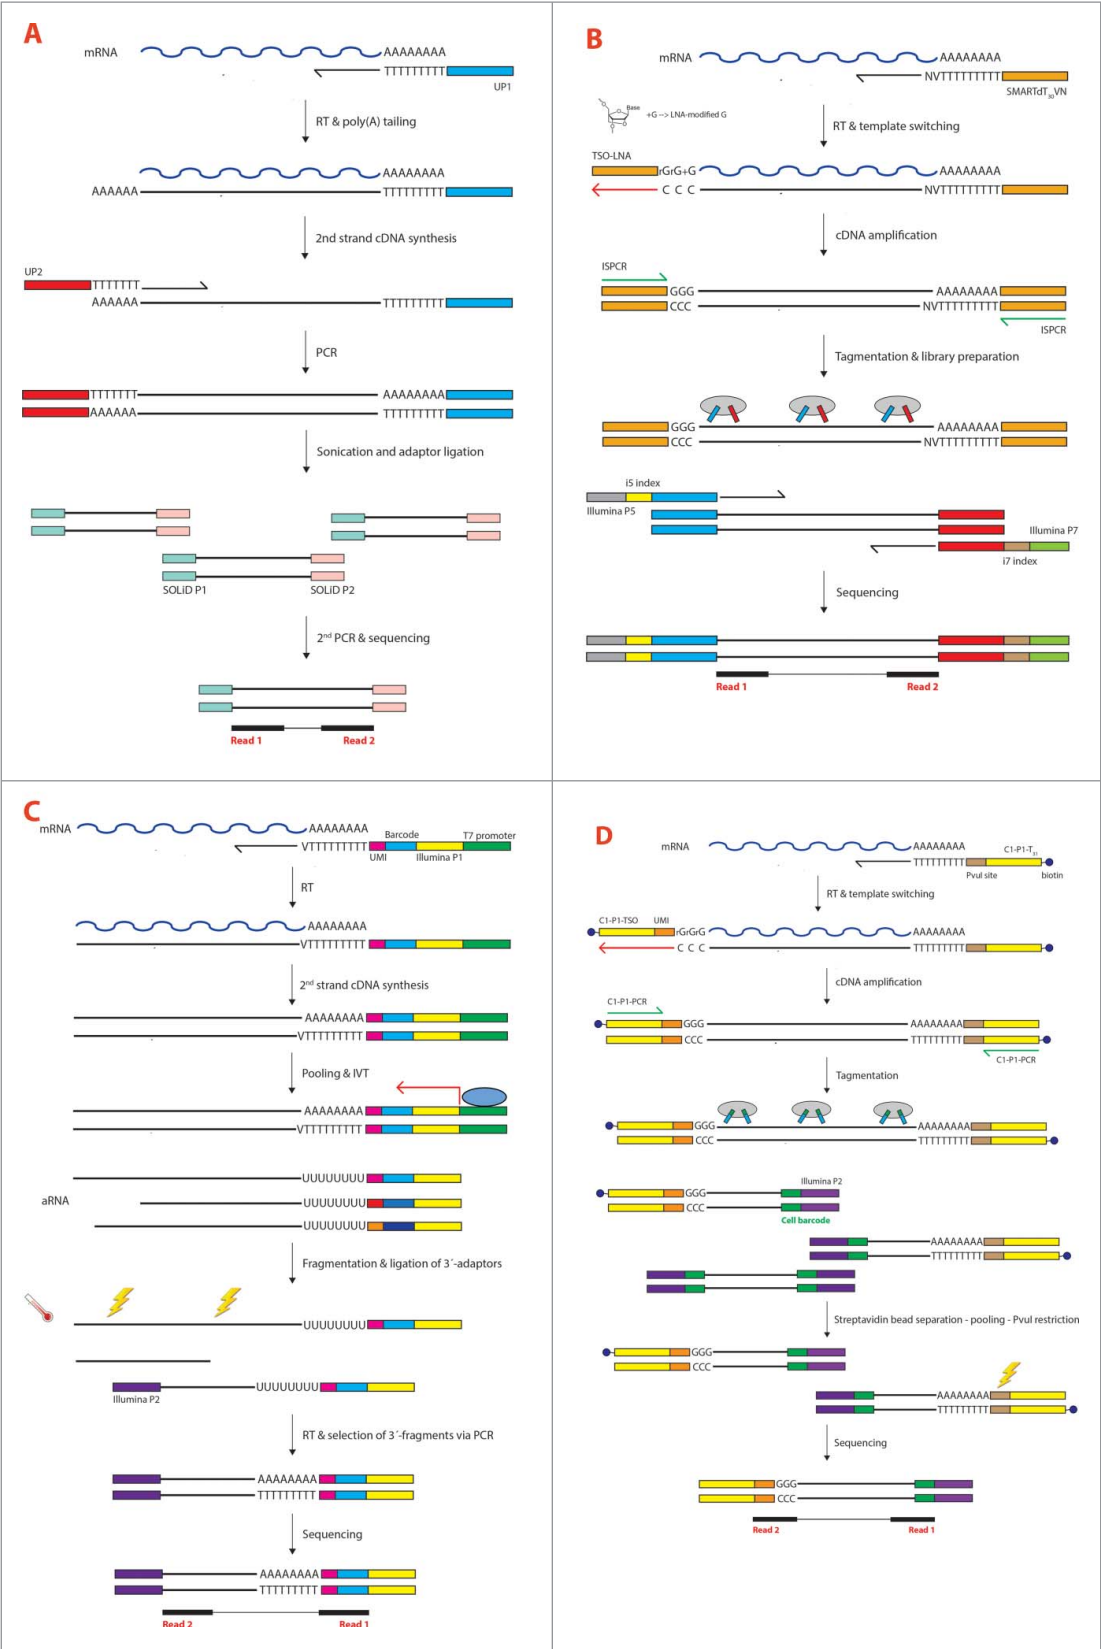 A
mRNA
AAAAAAAA
TTTTTTTTT
UP1
RT & poly(A) tailing
AAAAAAAA
AAAAAA
TTTTTTTTT
2nd strand cDNA synthesis
UP2
TTTTTTT
AAAAAA
TTTTTTTTT
PCR
TTTTTTT
AAAAAAAA
AAAAAA
TTTTTTTTT
Sonication and adaptor ligation
SOLiD P1
SOLiD P2
2nd PCR & sequencing
Read 1
Read 2
B
mRNA
AAAAAAAA
NVTTTTTTTTT
SMARTdT30VN
Base
+G --> LNA-modified G
RT & template switching
TSO-LNA
rGrG+G
AAAAAAAA
C C C
NVTTTTTTTTT
cDNA amplification
ISPCR
GGG
AAAAAAAA
CCC
NVTTTTTTTTT
ISPCR
Tagmentation & library preparation
GGG
AAAAAAAA
CCC
NVTTTTTTTTT
i5 index
Illumina P5
Illumina P7
i7 index
Sequencing
Read 1
Read 2
C
mRNA
AAAAAAAA
Barcode
T7 promoter
VTTTTTTTTT
UMI
Illumina P1
RT
AAAAAAAA
VTTTTTTTTT
2nd strand cDNA synthesis
AAAAAAAA
VTTTTTTTTT
Pooling & IVT
AAAAAAAA
VTTTTTTTTT
UUUUUUUU
aRNA
UUUUUUUU
UUUUUUUU
Fragmentation & ligation of 3´-adaptors
UUUUUUUU
UUUUUUUU
Illumina P2
RT & selection of 3´-fragments via PCR
AAAAAAAA
TTTTTTTTT
Sequencing
AAAAAAAA
TTTTTTTTT
Read 2
Read 1
D
mRNA
AAAAAAAA
C1-P1-T31
TTTTTTTTT
PvuI site
biotin
RT & template switching
C1-P1-TSO
UMI
rGrGrG
AAAAAAAA
C C C
TTTTTTTTT
cDNA amplification
C1-P1-PCR
GGG
AAAAAAAA
CCC
TTTTTTTTT
C1-P1-PCR
Tagmentation
GGG
AAAAAAAA
CCC
TTTTTTTTT
Illumina P2
GGG
CCC
Cell barcode
AAAAAAAA
TTTTTTTTT
Streptavidin bead separation - pooling - PvuI restriction
GGG
CCC
AAAAAAAA
TTTTTTTTT
Sequencing
GGG
CCC
Read 2
Read 1